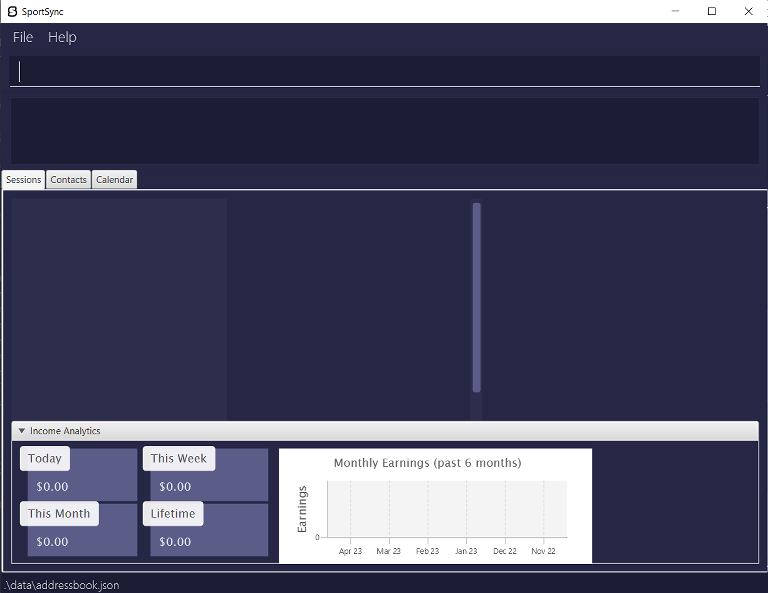 SportSync
File Help
Sessions Contacts Calendar
Income Analytics
Today
$0.00
This Week
$0.00
This Month
$0.00
Lifetime
$0.00
Monthly Earnings (past 6 months)
Earnings
0
Apr 23 Mar 23 Feb 23 Jan 23 Dec 22 Nov 22
.\data\addressbook.json